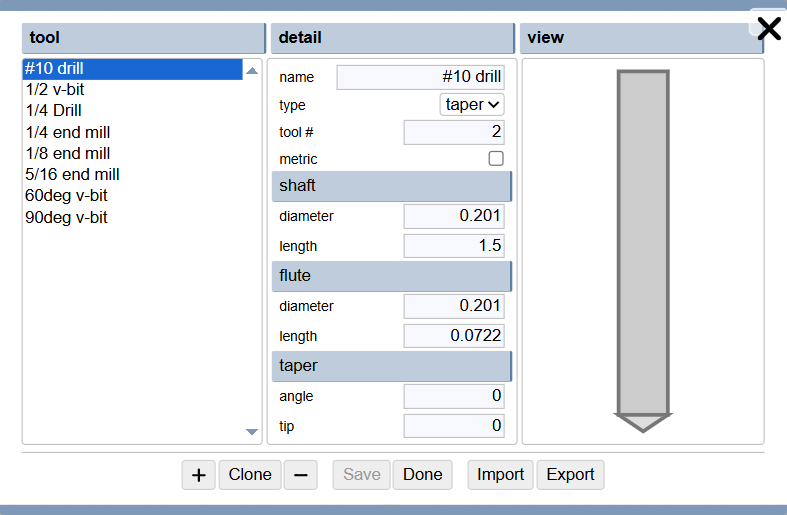 tool
detail
view
#10 drill
1/2 v-bit
1/4 Drill
1/4 end mill
1/8 end mill
5/16 end mill
60deg v-bit
90deg v-bit
name #10 drill
type taper
tool # 2
metric
shaft
diameter 0.201
length 1.5
flute
diameter 0.201
length 0.0722
taper
angle 0
tip 0
+ Clone − Save Done Import Export